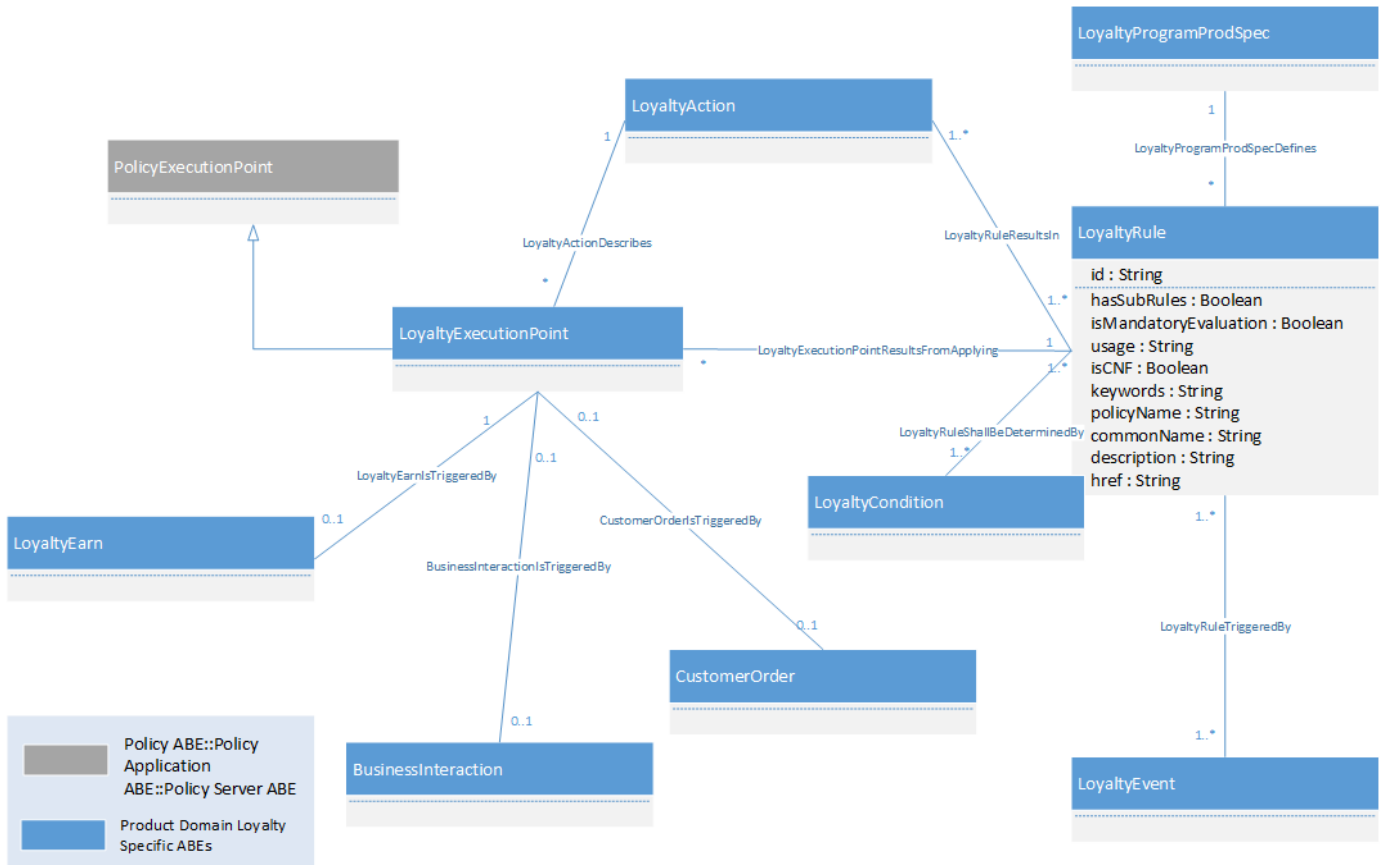 LoyaltyProgramProdSpec
1
LoyaltyProgramProdSpecDefines
*
LoyaltyAction
1
1..*
PolicyExecutionPoint
LoyaltyActionDescribes
*
LoyaltyRuleResultsIn
1..*
LoyaltyRule
id : String
hasSubRules : Boolean
isMandatoryEvaluation : Boolean
usage : String
isCNF : Boolean
keywords : String
policyName : String
commonName : String
description : String
href : String
LoyaltyExecutionPoint
*
LoyaltyExecutionPointResultsFromApplying
1
1..*
LoyaltyRuleShallBeDeterminedBy
1..*
LoyaltyCondition
1
LoyaltyEarnIsTriggeredBy
0..1
LoyaltyEarn
0..1
BusinessInteractionIsTriggeredBy
0..1
BusinessInteraction
0..1
CustomerOrderIsTriggeredBy
0..1
CustomerOrder
1..*
LoyaltyRuleTriggeredBy
1..*
LoyaltyEvent
Policy ABE::Policy
Application
ABE::Policy Server ABE
Product Domain Loyalty
Specific ABEs